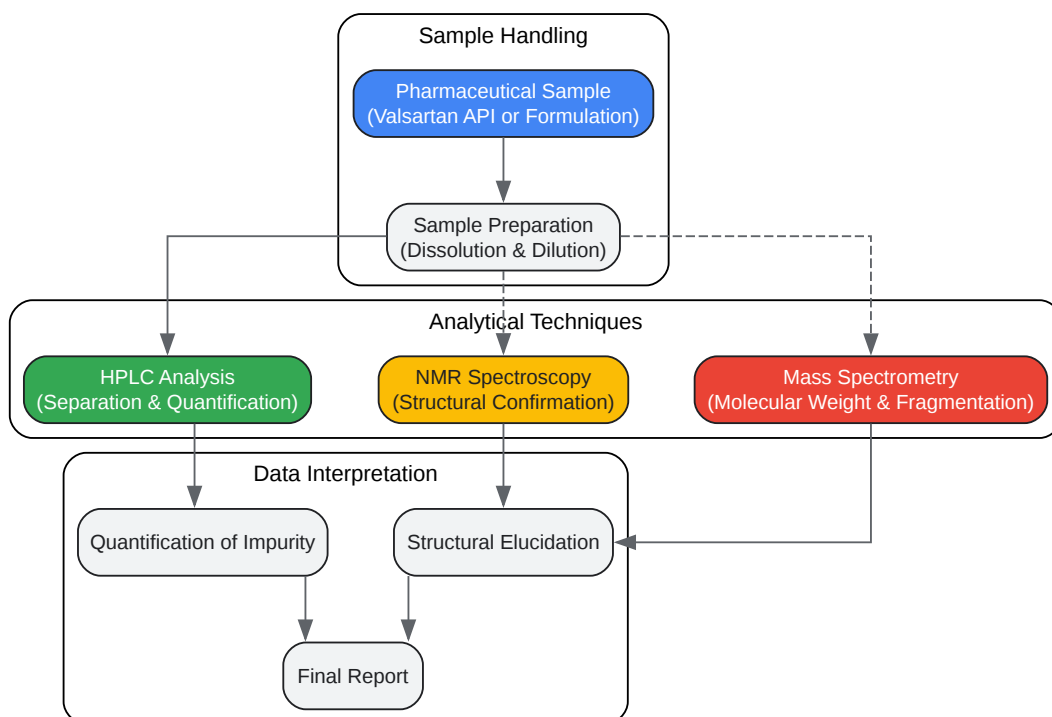 Sample Handling
Pharmaceutical Sample
(Valsartan API or Formulation)
Sample Preparation
(Dissolution & Dilution)
Analytical Techniques
HPLC Analysis
(Separation & Quantification)
NMR Spectroscopy
(Structural Confirmation)
Mass Spectrometry
(Molecular Weight & Fragmentation)
Data Interpretation
Quantification of Impurity
Structural Elucidation
Final Report